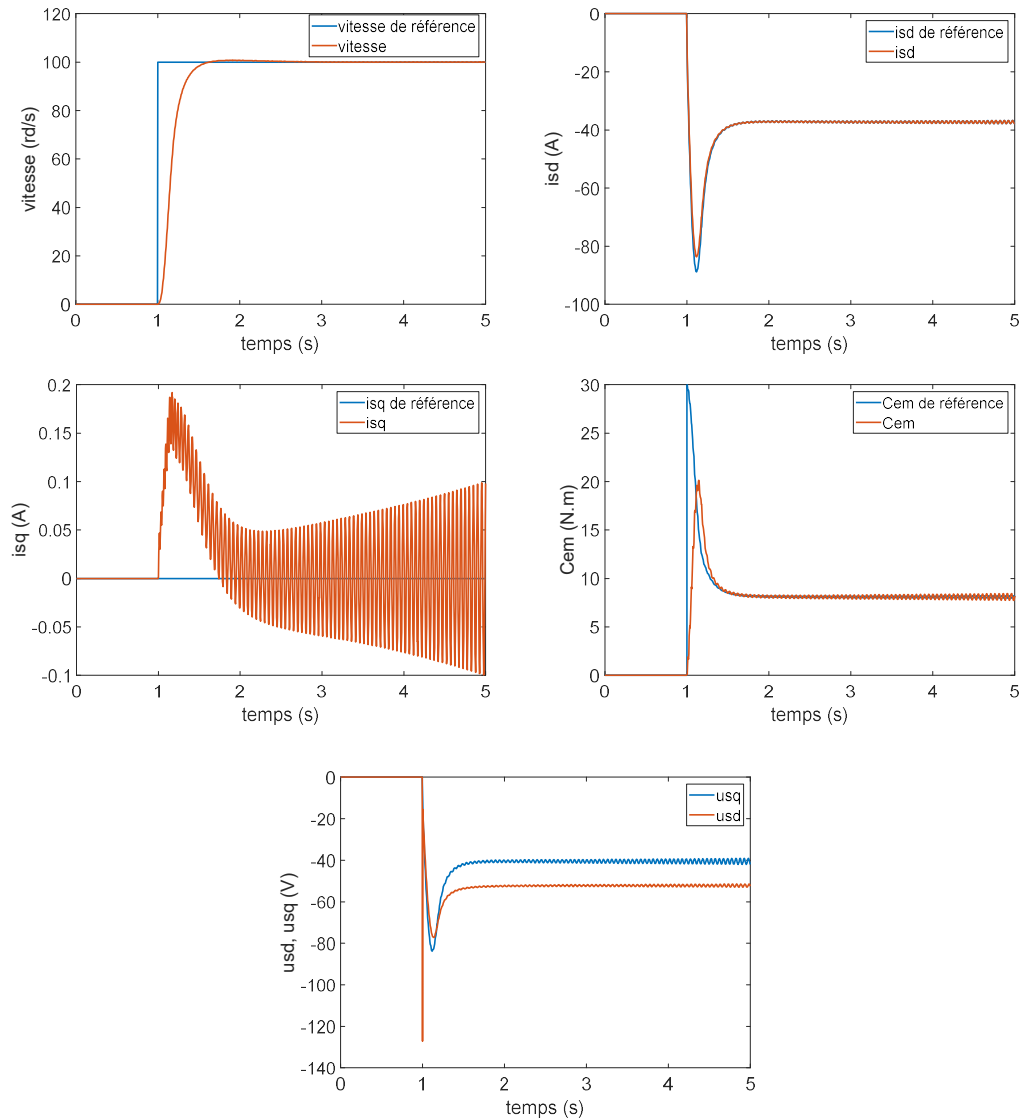 120
100
80
60
40
20
0
vitesse (rd/s)
vitesse de référence
vitesse
0 1 2 3 4 5
temps (s)
0
-20
-40
-60
-80
-100
isd (A)
isd de référence
isd
0 1 2 3 4 5
temps (s)
0.2
0.15
0.1
0.05
0
-0.05
-0.1
isq (A)
isq de référence
isq
0 1 2 3 4 5
temps (s)
30
25
20
15
10
5
0
Cem (N.m)
Cem de référence
Cem
0 1 2 3 4 5
temps (s)
0
-20
-40
-60
-80
-100
-120
-140
usd, usq (V)
usq
usd
0 1 2 3 4 5
temps (s)